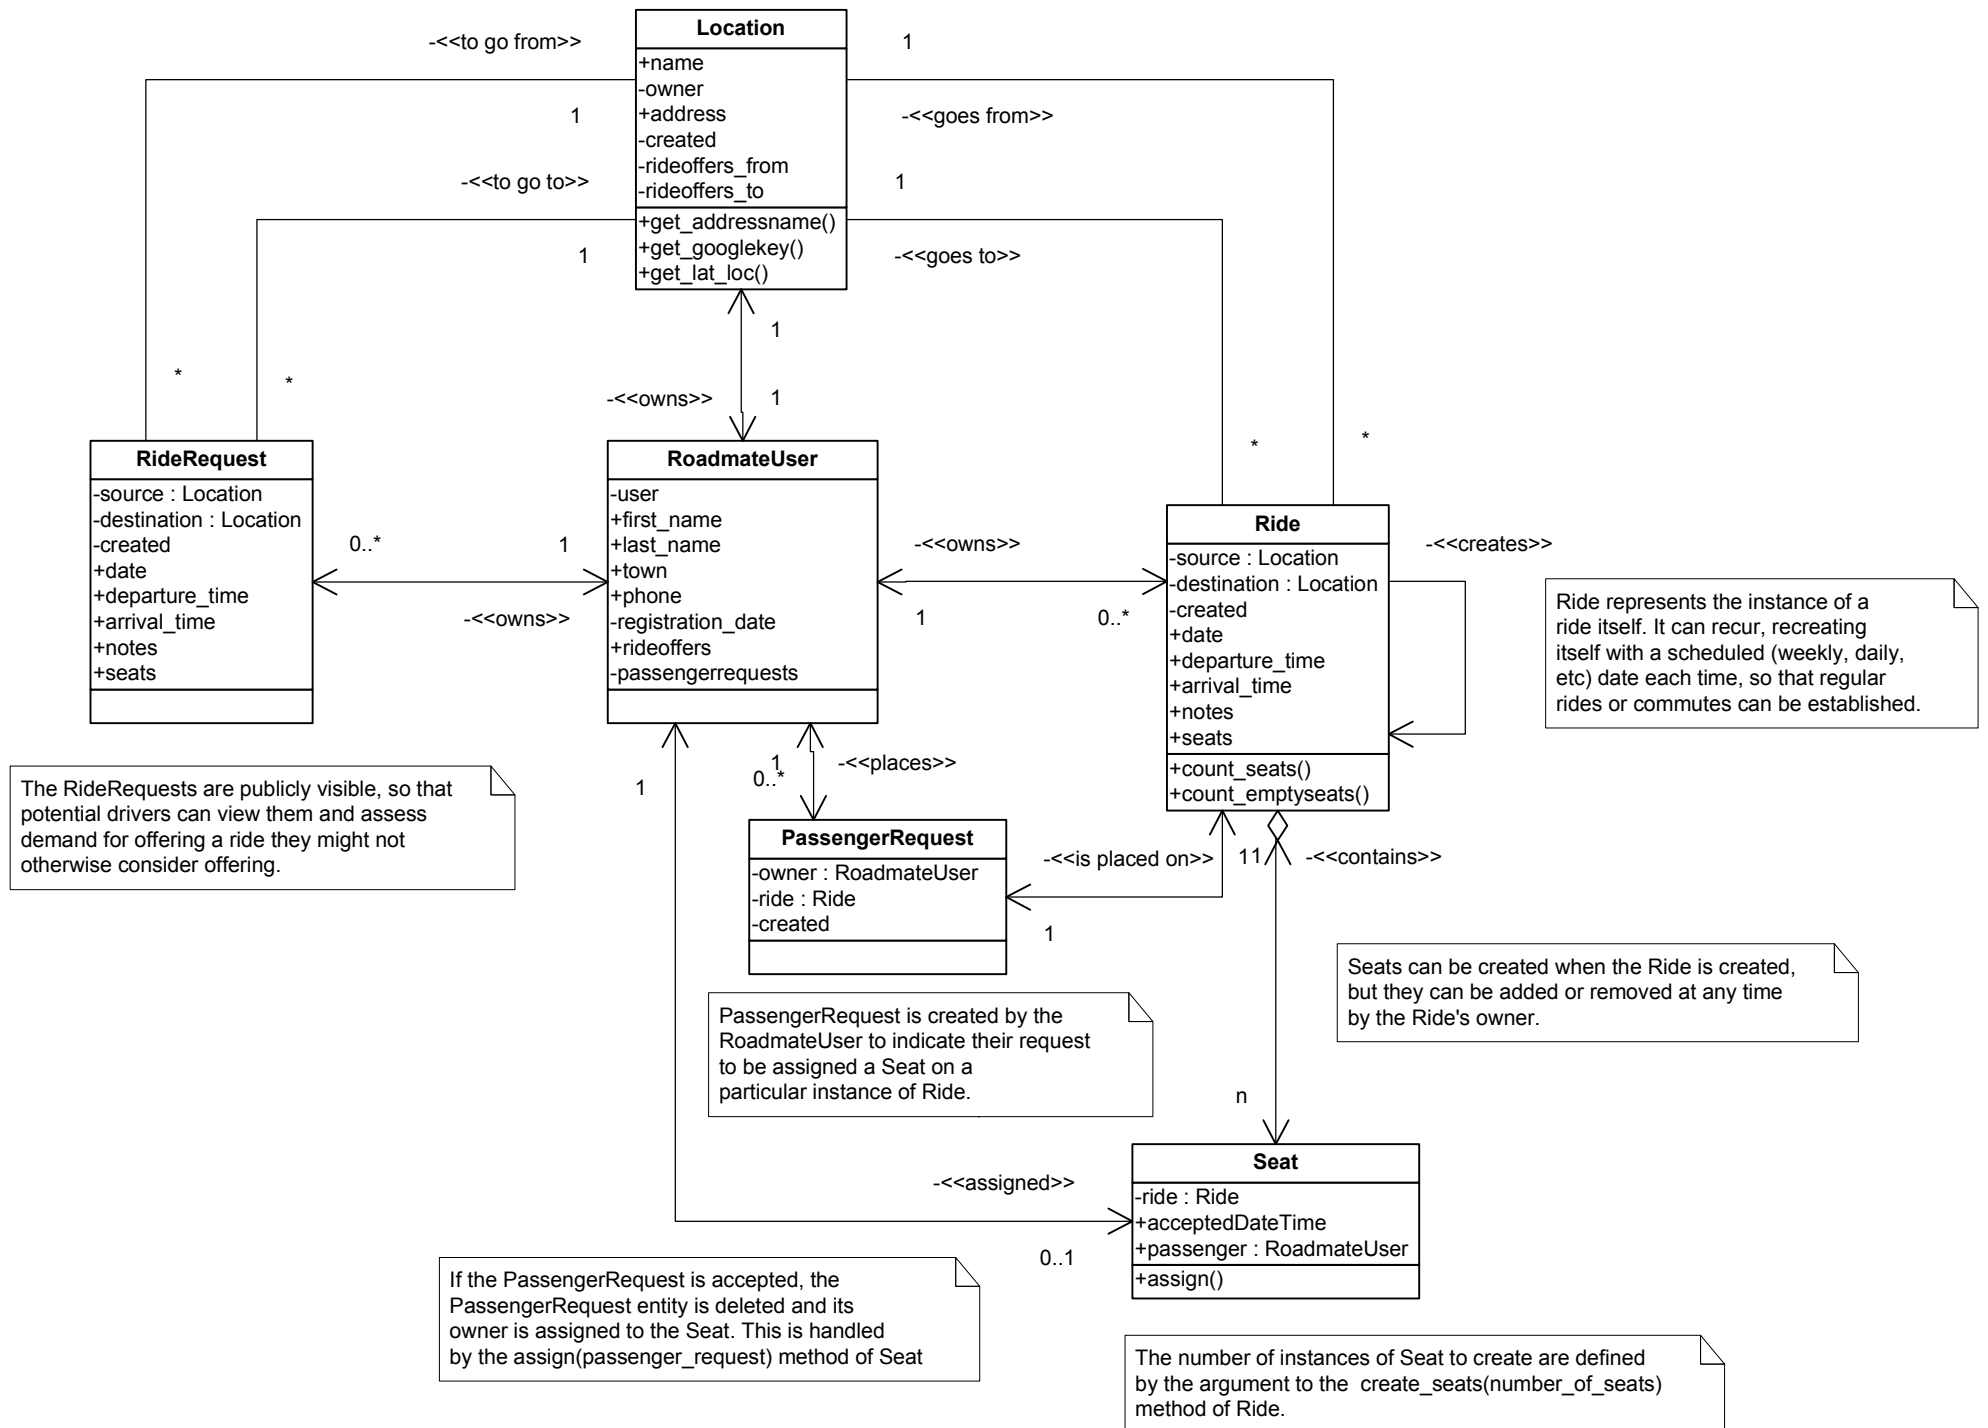 Location
+name
-owner
+address
-created
-rideoffers_from
-rideoffers_to
+get_addressname()
+get_googlekey()
+get_lat_loc()
-<<to go from>>
1
1
-<<goes from>>
-<<to go to>>
1
1
-<<goes to>>
1
*
*
-<<owns>>
1
*
*
RideRequest
-source : Location
-destination : Location
-created
+date
+departure_time
+arrival_time
+notes
+seats
0..*
1
-<<owns>>
RoadmateUser
-user
+first_name
+last_name
+town
+phone
-registration_date
+rideoffers
-passengerrequests
-<<owns>>
1
0..*
Ride
-source : Location
-destination : Location
-created
+date
+departure_time
+arrival_time
+notes
+seats
+count_seats()
+count_emptyseats()
-<<creates>>
Ride represents the instance of a
ride itself. It can recur, recreating
itself with a scheduled (weekly, daily,
etc) date each time, so that regular
rides or commutes can be established.
The RideRequests are publicly visible, so that
potential drivers can view them and assess
demand for offering a ride they might not
otherwise consider offering.
1
1
0..*
-<<places>>
PassengerRequest
-owner : RoadmateUser
-ride : Ride
-created
-<<is placed on>>
11
-<<contains>>
1
PassengerRequest is created by the
RoadmateUser to indicate their request
to be assigned a Seat on a
particular instance of Ride.
Seats can be created when the Ride is created,
but they can be added or removed at any time
by the Ride's owner.
n
-<<assigned>>
0..1
Seat
-ride : Ride
+acceptedDateTime
+passenger : RoadmateUser
+assign()
If the PassengerRequest is accepted, the
PassengerRequest entity is deleted and its
owner is assigned to the Seat. This is handled
by the assign(passenger_request) method of Seat
The number of instances of Seat to create are defined
by the argument to the  create_seats(number_of_seats)
method of Ride.